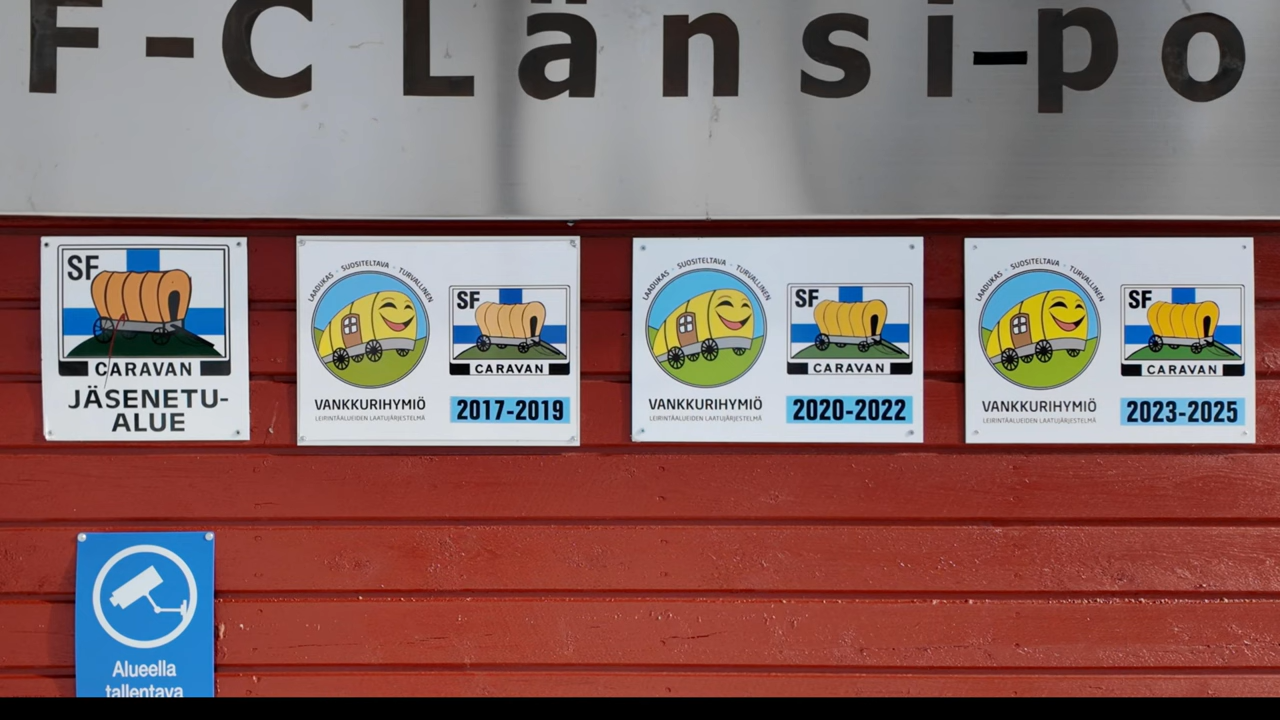 F-C Länsi-po
SF
CARAVAN
JÄSENETU-
ALUE
LAADUKAS - SUOSITELTAVA - TURVALLINEN
VANKKURIHYMIÖ
LEIRINTÄALUEIDEN LAATUJÄRJESTELMÄ
SF
CARAVAN
2017-2019
LAADUKAS - SUOSITELTAVA - TURVALLINEN
VANKKURIHYMIÖ
LEIRINTÄALUEIDEN LAATUJÄRJESTELMÄ
SF
CARAVAN
2020-2022
LAADUKAS - SUOSITELTAVA - TURVALLINEN
VANKKURIHYMIÖ
LEIRINTÄALUEIDEN LAATUJÄRJESTELMÄ
SF
CARAVAN
2023-2025
Alueella
tallentava